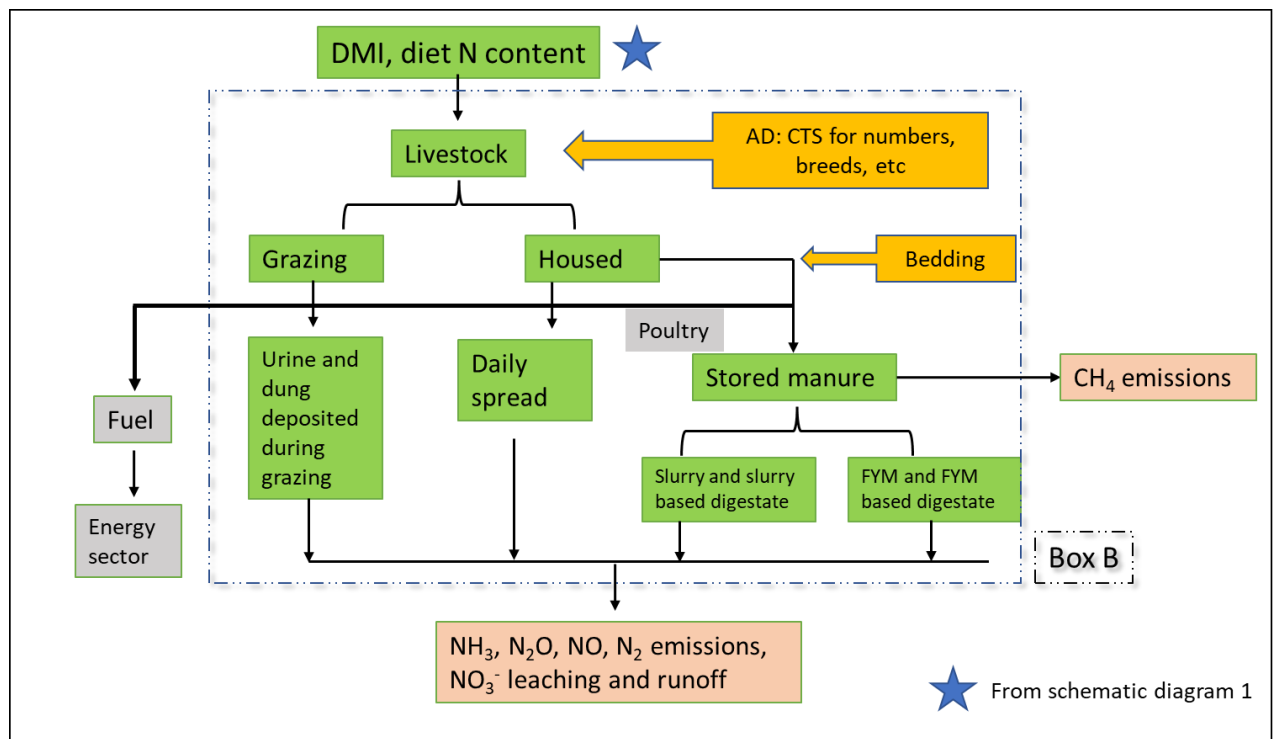 DMI, diet N content
AD: CTS for numbers,
breeds, etc
Livestock
Grazing
Housed
Bedding
Poultry
Urine and
dung
deposited
during
grazing
Daily
spread
Stored manure
CH₄ emissions
Fuel
Slurry and slurry
based digestate
FYM and FYM
based digestate
Energy
sector
Box B
NH₃, N₂O, NO, N₂ emissions,
NO₃⁻ leaching and runoff
From schematic diagram 1